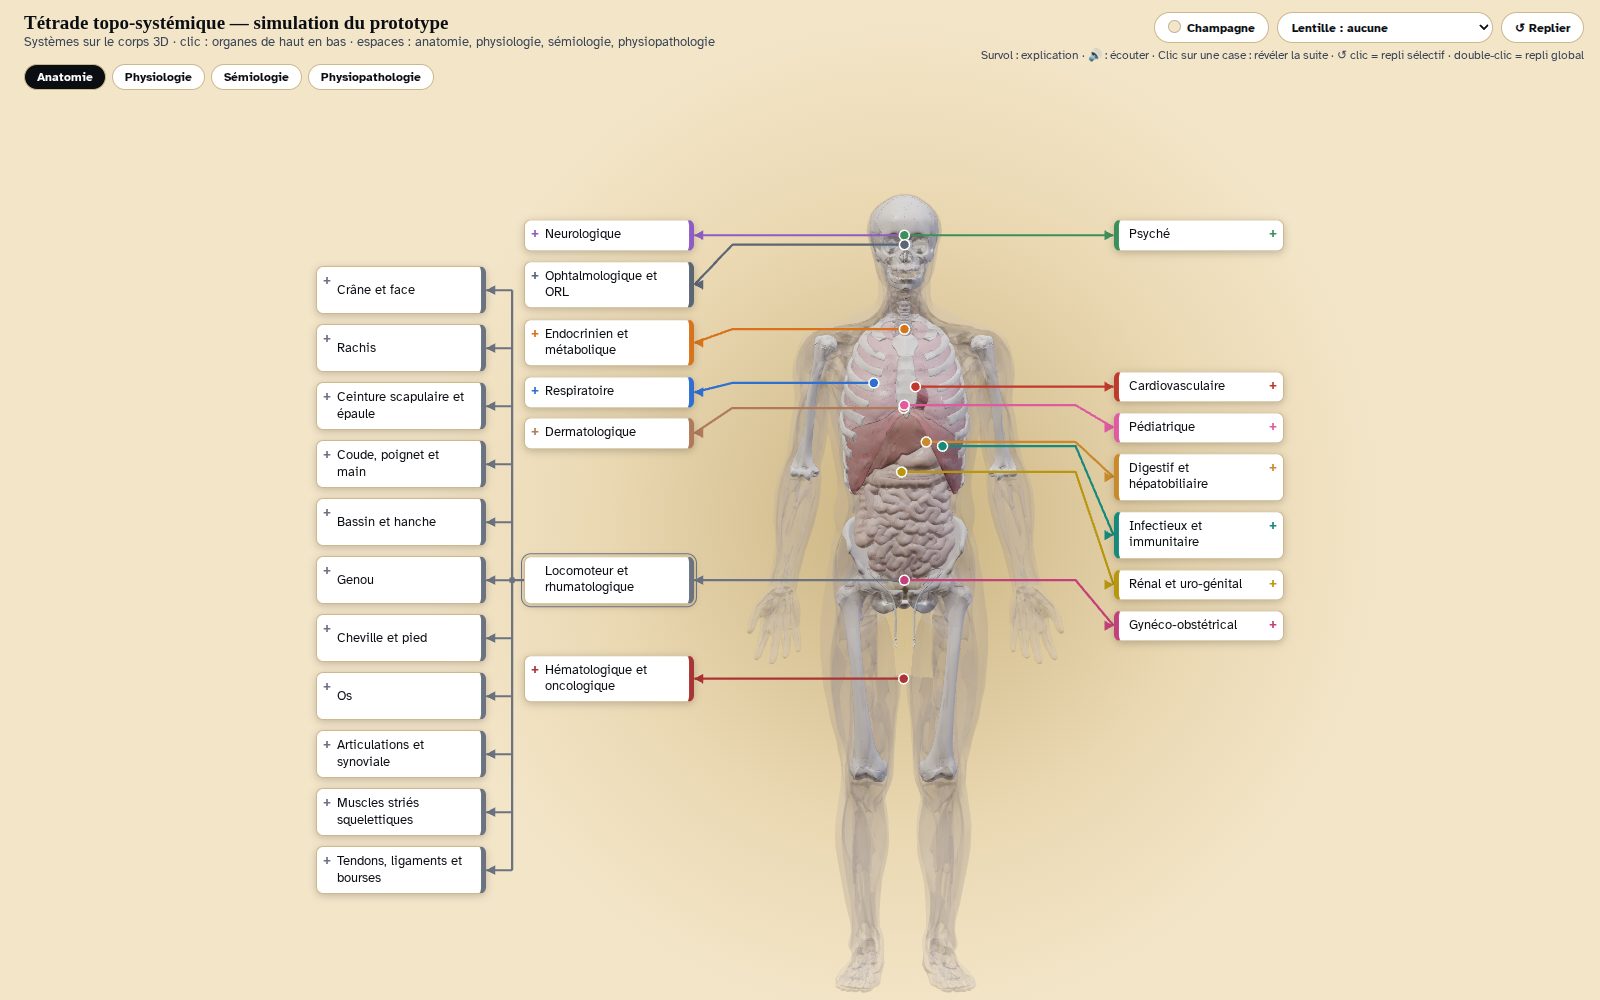 Tétrade topo-systémique — simulation du prototype
Systèmes sur le corps 3D · clic : organes de haut en bas · espaces : anatomie, physiologie, sémiologie, physiopathologie
Champagne
Lentille : aucune
↺ Replier
Survol : explication · 🔊 : écouter · Clic sur une case : révéler la suite · ↺ clic = repli sélectif · double-clic = repli global
Anatomie
Physiologie
Sémiologie
Physiopathologie
+ Crâne et face
+ Rachis
+ Ceinture scapulaire et
épaule
+ Coude, poignet et
main
+ Bassin et hanche
+ Genou
+ Cheville et pied
+ Os
+ Articulations et
synoviale
+ Muscles striés
squelettiques
+ Tendons, ligaments et
bourses
+ Neurologique
+ Ophtalmologique et
ORL
+ Endocrinien et
métabolique
+ Respiratoire
+ Dermatologique
Locomoteur et
rhumatologique
+ Hématologique et
oncologique
Psyché +
Cardiovasculaire +
Pédiatrique +
Digestif et +
hépatobiliaire
Infectieux et +
immunitaire
Rénal et uro-génital +
Gynéco-obstétrical +